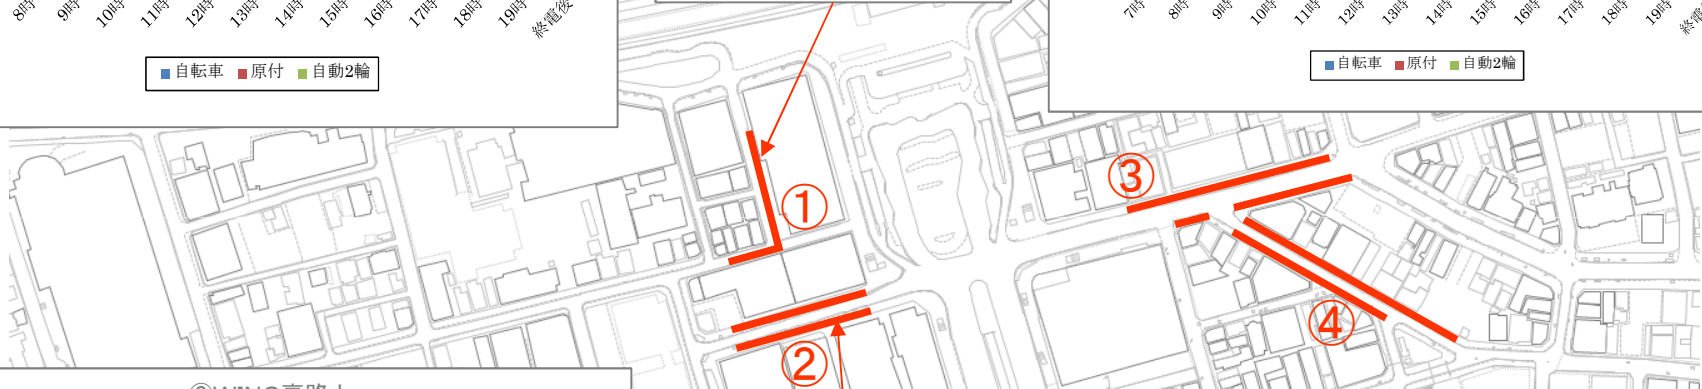 8時 9時 10時 11時 12時 13時 14時 15時 16時 17時 18時 19時 終電後
自転車 原付 自動2輪
7時 8時 9時 10時 11時 12時 13時 14時 15時 16時 17時 18時 19時
自転車 原付 自動2輪
①
②
③
④